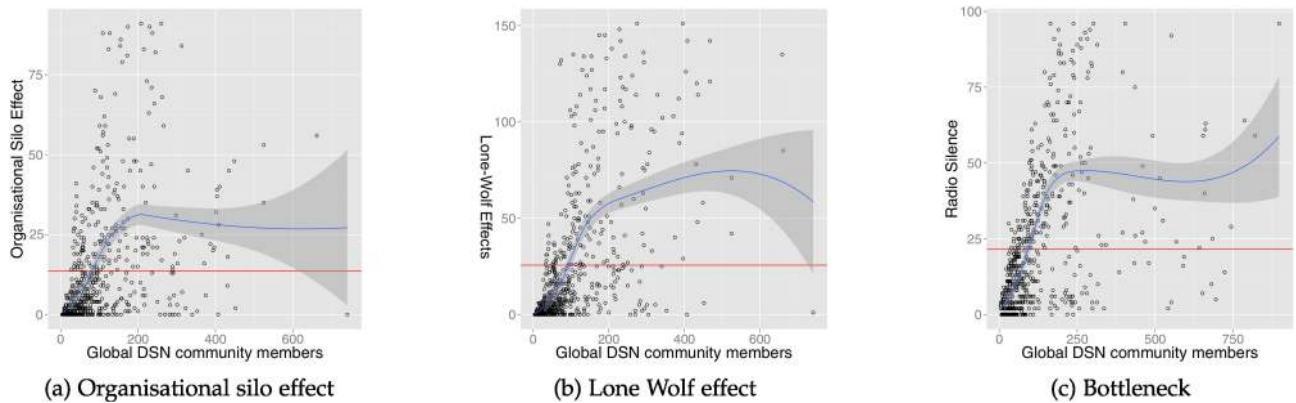 Organisational Silo Effect
75
50
25
0
0 200 400 600
Global DSN community members
(a) Organisational silo effect
Lone-Wolf Effects
150
100
50
0
0 200 400 600
Global DSN community members
(b) Lone Wolf effect
Radio Silence
100
75
50
25
0
0 250 500 750
Global DSN community members
(c) Bottleneck